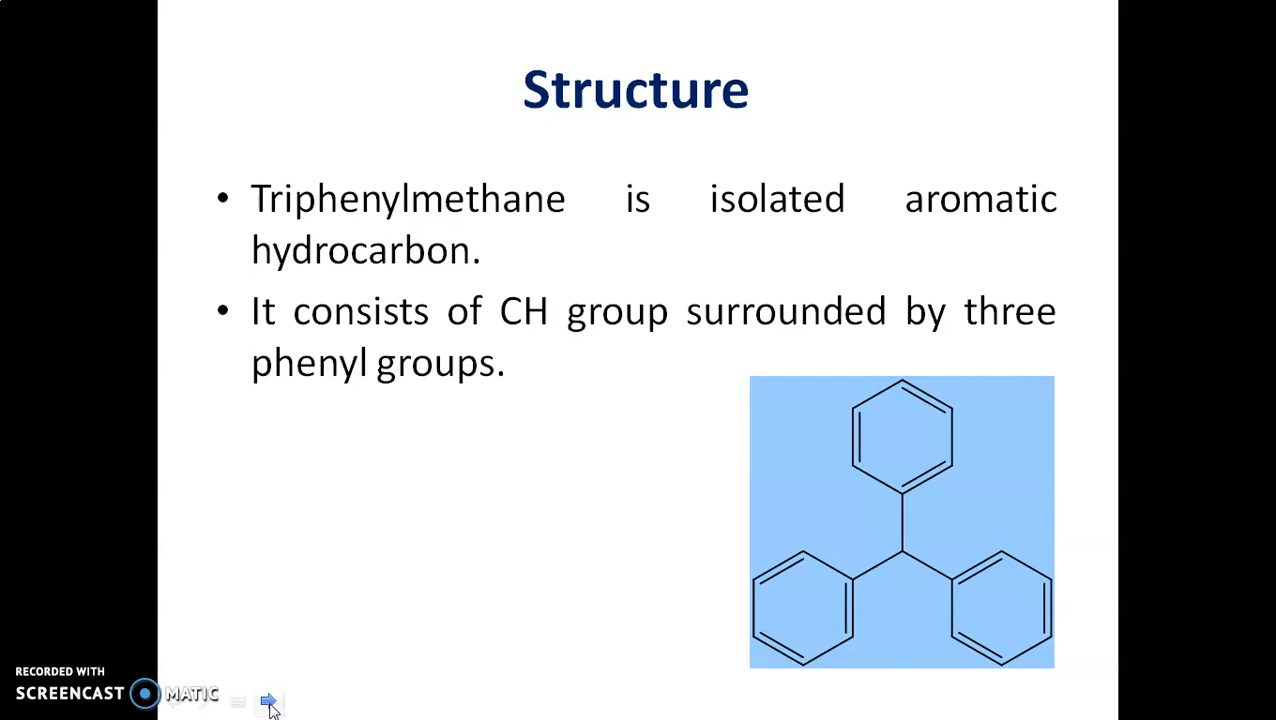 Structure
• Triphenylmethane is isolated aromatic
hydrocarbon.
• It consists of CH group surrounded by three
phenyl groups.
RECORDED WITH
SCREENCAST MATIC